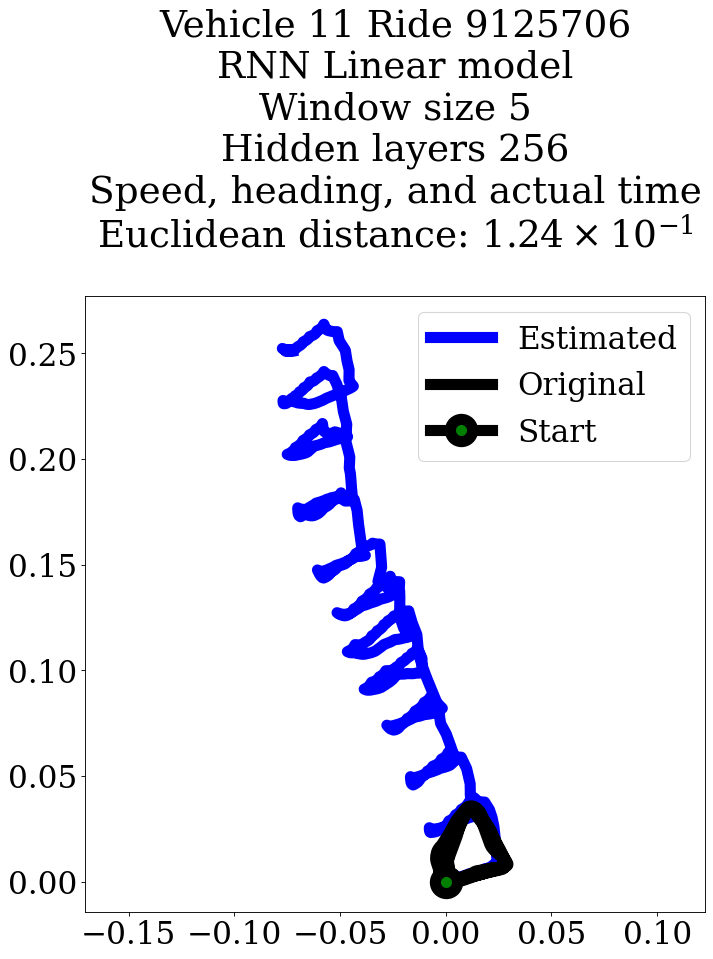 Vehicle 11 Ride 9125706
RNN Linear model
Window size 5
Hidden layers 256
Speed, heading, and actual time
Euclidean distance: 1.24 × 10⁻¹
Estimated
Original
Start
0.25
0.20
0.15
0.10
0.05
0.00
−0.15 −0.10 −0.05 0.00 0.05 0.10